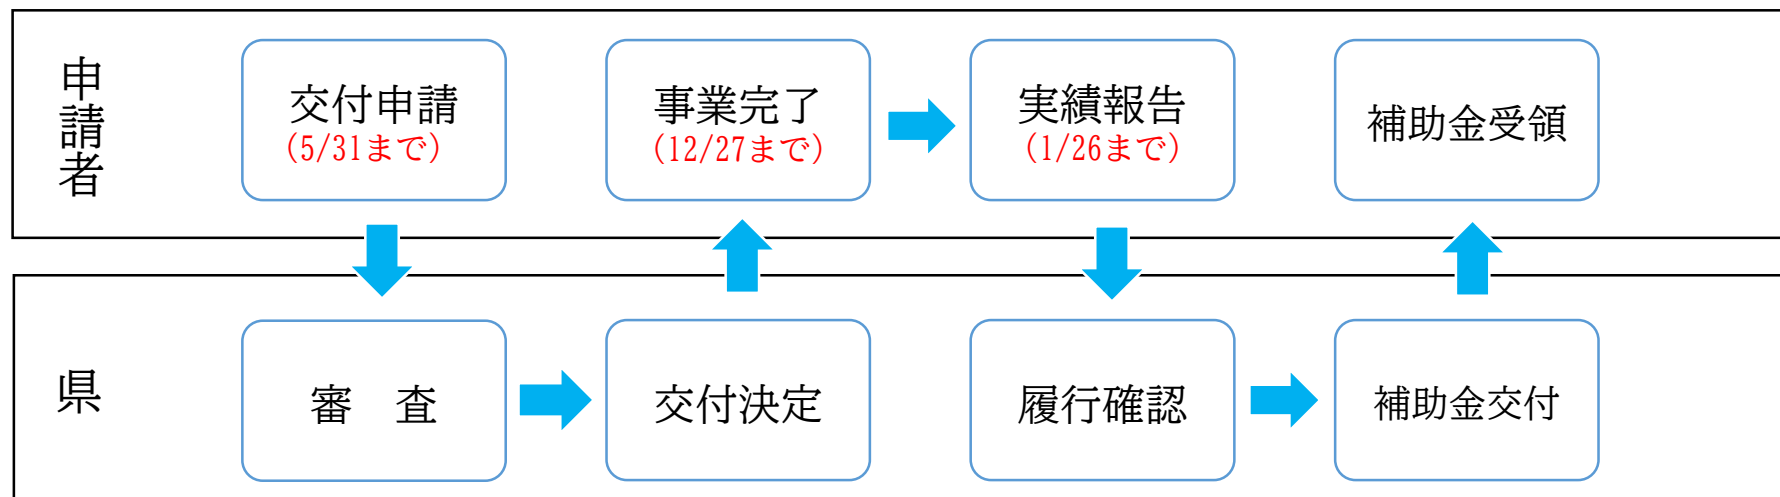 申請者
交付申請
（5/31まで）
事業完了
（12/27まで）
実績報告
（1/26まで）
補助金受領
県
審　査
交付決定
履行確認
補助金交付